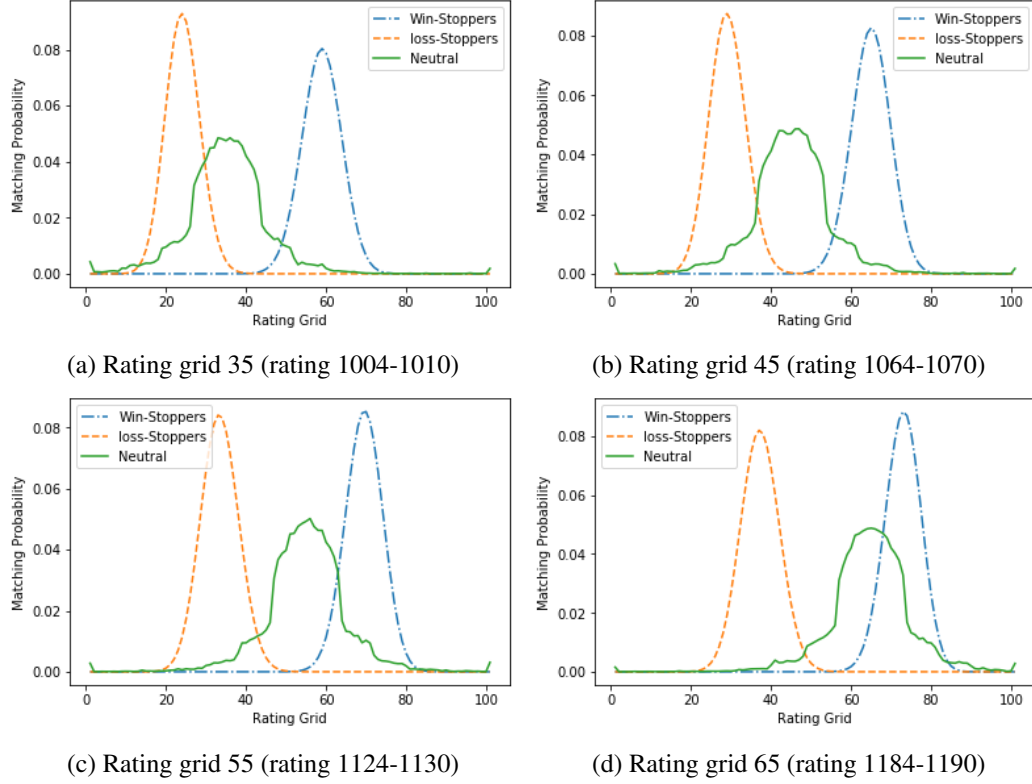 Win-Stoppers
loss-Stoppers
Neutral
0.08
0.06
0.04
0.02
0.00
Matching Probability
0 20 40 60 80 100
Rating Grid
(a) Rating grid 35 (rating 1004-1010)
Win-Stoppers
loss-Stoppers
Neutral
0.08
0.06
0.04
0.02
0.00
Matching Probability
0 20 40 60 80 100
Rating Grid
(b) Rating grid 45 (rating 1064-1070)
Win-Stoppers
loss-Stoppers
Neutral
0.08
0.06
0.04
0.02
0.00
Matching Probability
0 20 40 60 80 100
Rating Grid
(c) Rating grid 55 (rating 1124-1130)
Win-Stoppers
loss-Stoppers
Neutral
0.08
0.06
0.04
0.02
0.00
Matching Probability
0 20 40 60 80 100
Rating Grid
(d) Rating grid 65 (rating 1184-1190)